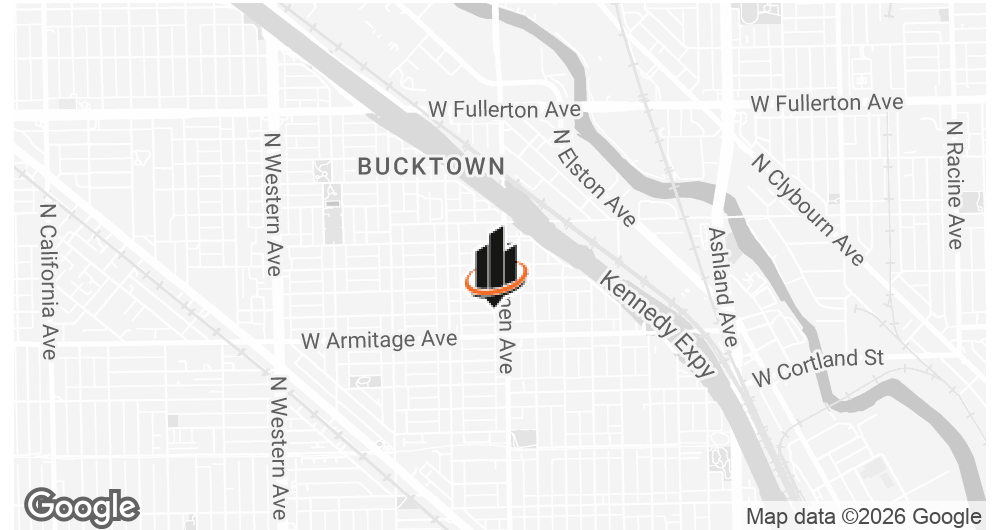 W Fullerton Ave
W Fullerton Ave
BUCKTOWN
N Western Ave
N Elston Ave
N Clybourn Ave
N Racine Ave
N California Ave
Ashland Ave
Kennedy Expy
W Armitage Ave
Ave
W Cortland St
N Western Ave
Google
Map data ©2026 Google